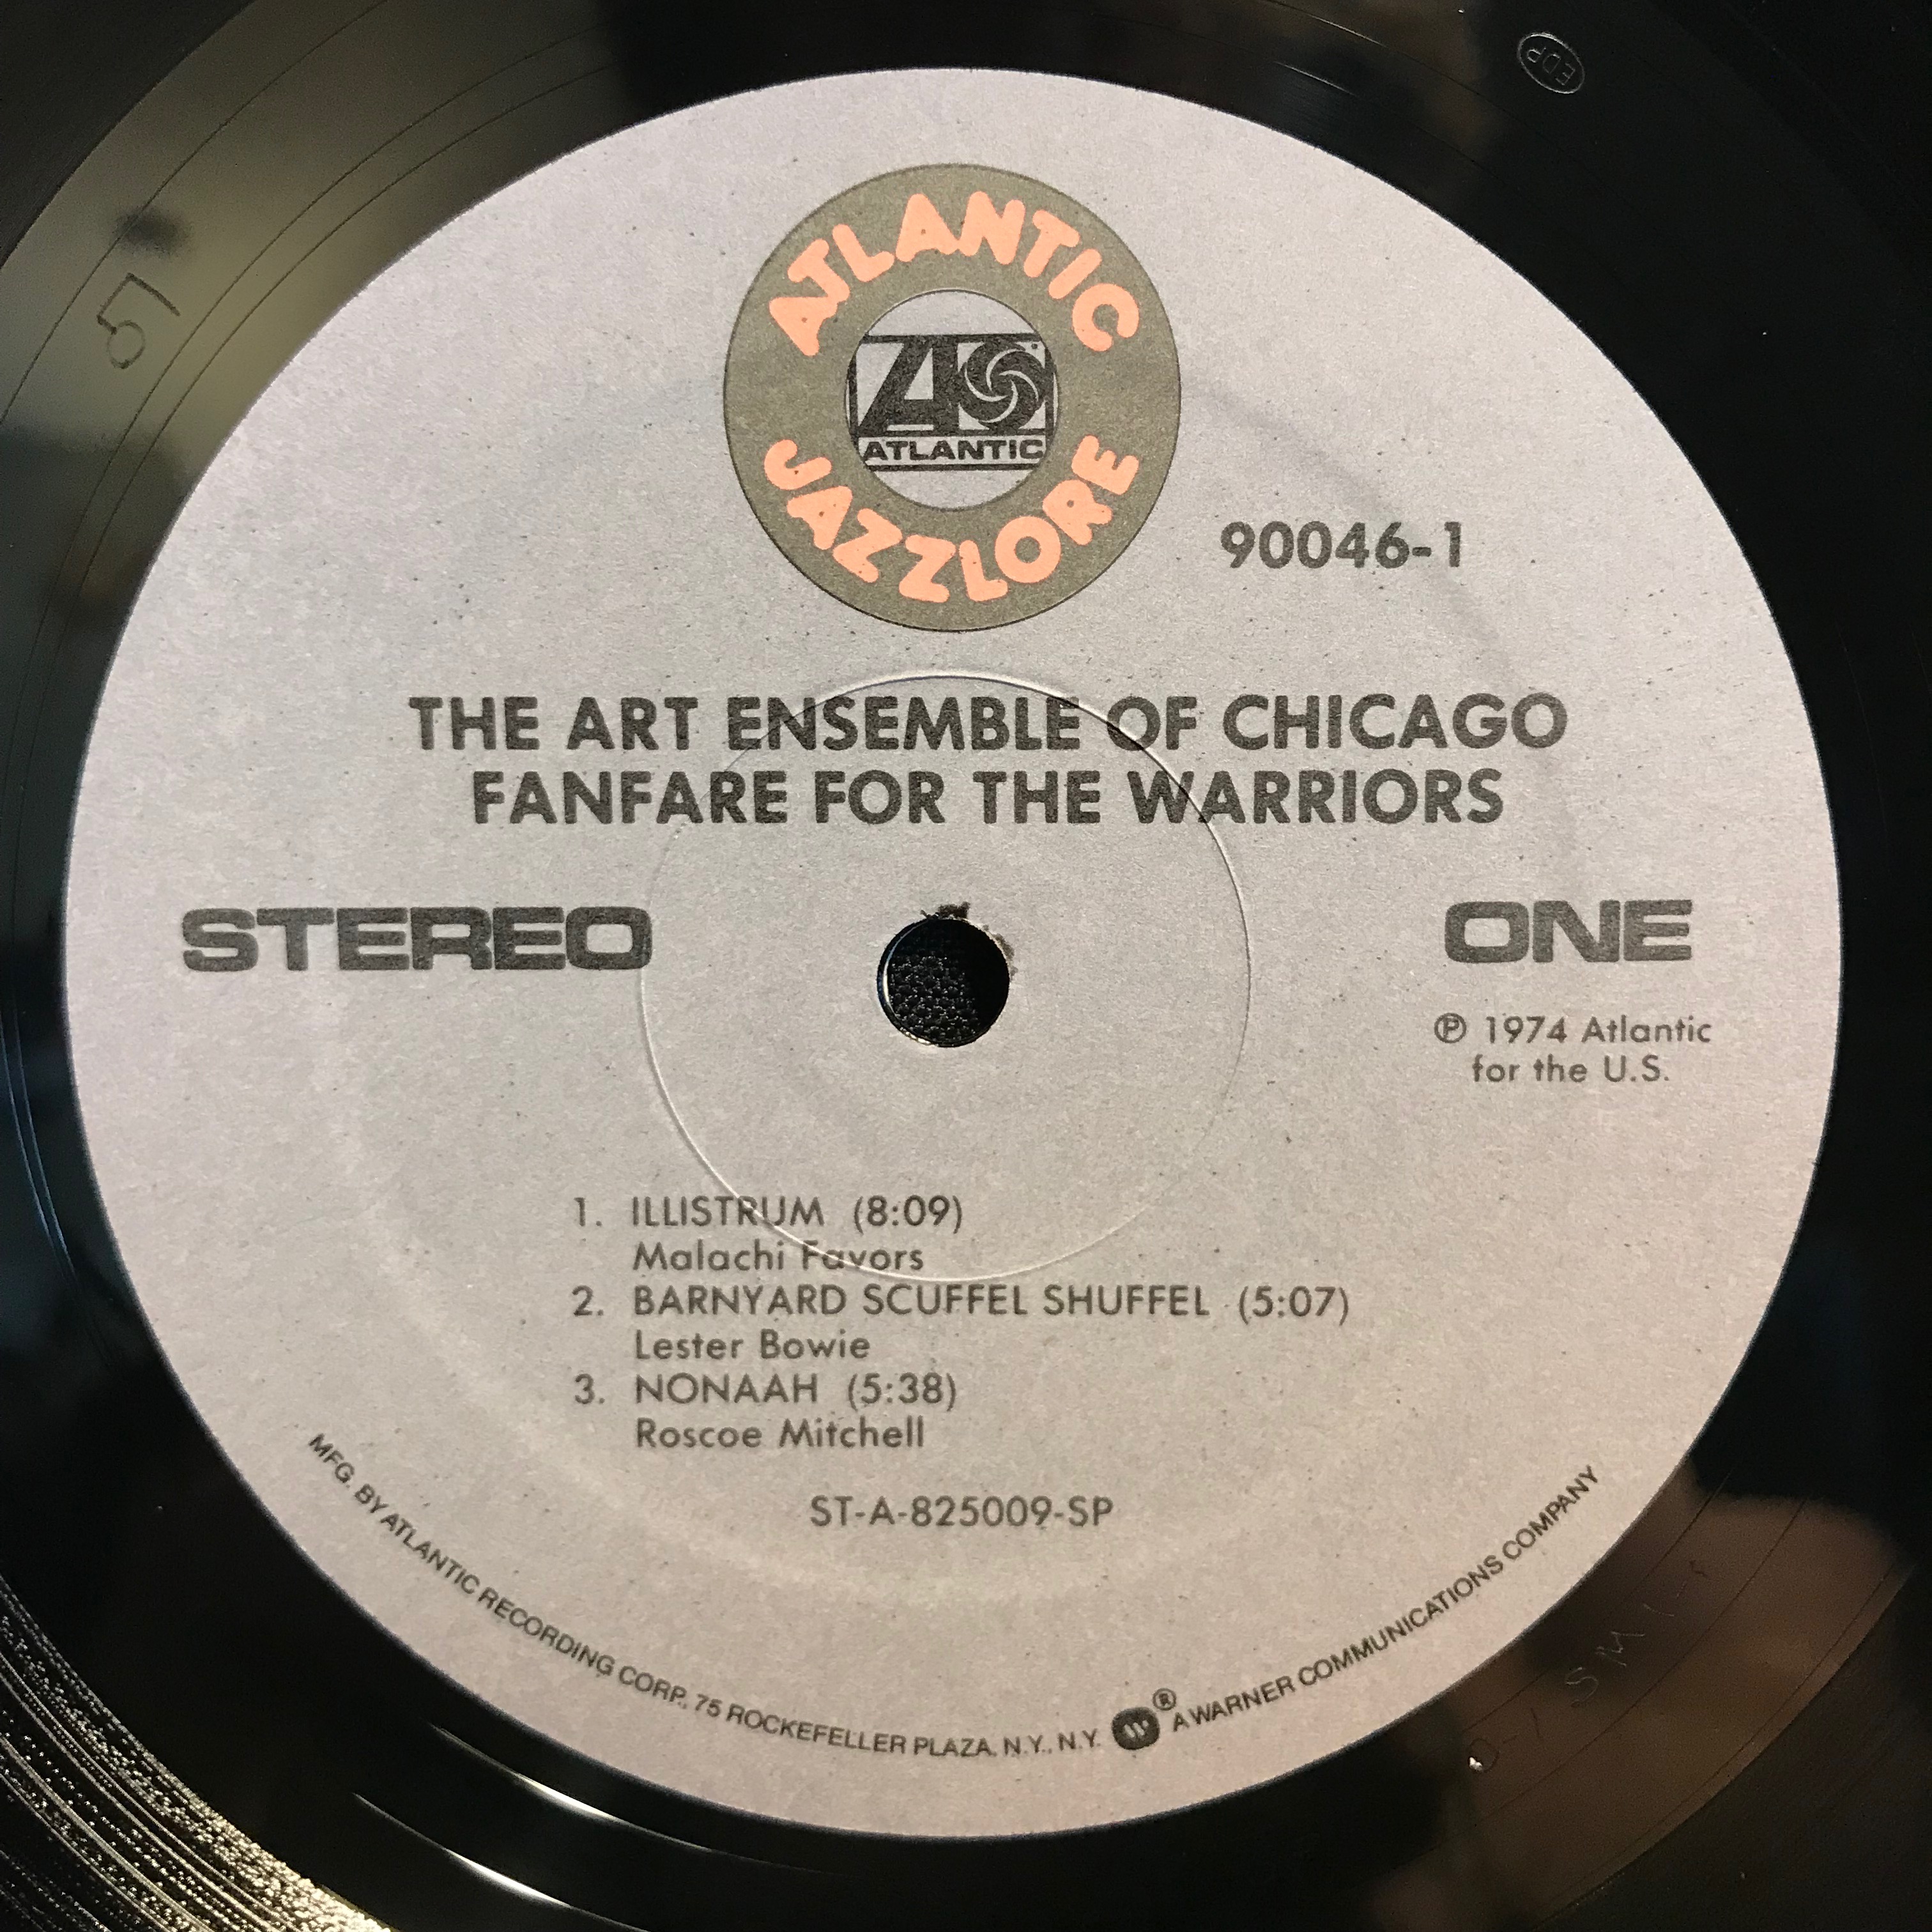 ATLANTIC
ATLANTIC
JAZZLORE
90046-1
THE ART ENSEMBLE OF CHICAGO
FANFARE FOR THE WARRIORS
STEREO
ONE
℗ 1974 Atlantic
for the U.S.
1. ILLISTRUM (8:09)
Malachi Favors
2. BARNYARD SCUFFEL SHUFFEL (5:07)
Lester Bowie
3. NONAAH (5:38)
Roscoe Mitchell
ST-A-825009-SP
MFG. BY ATLANTIC RECORDING CORP., 75 ROCKEFELLER PLAZA, N.Y., N.Y. ® A WARNER COMMUNICATIONS COMPANY
EDP